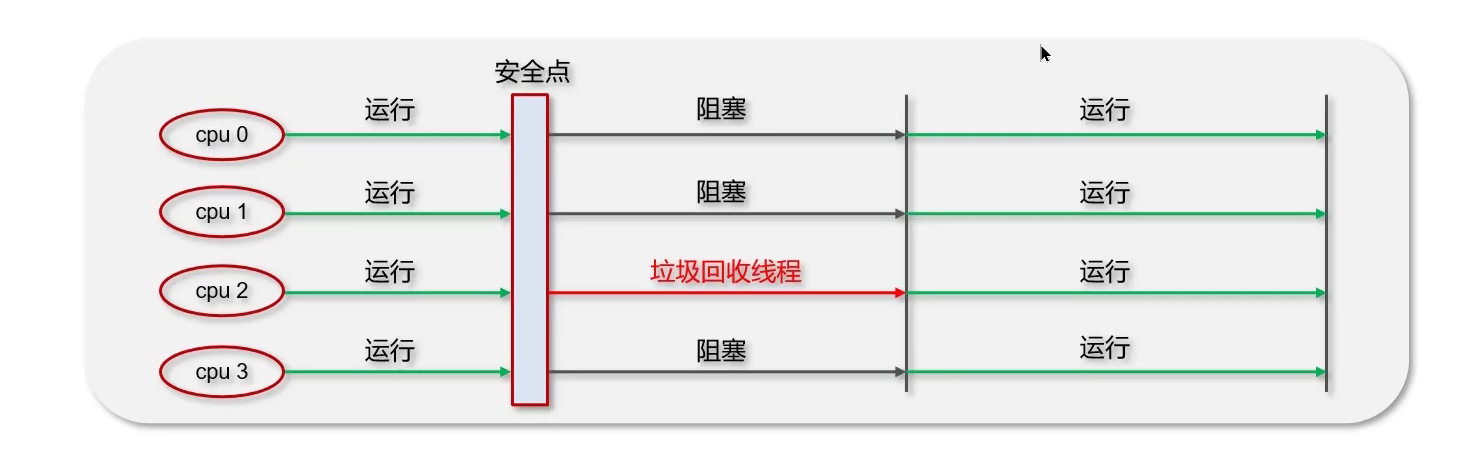 安全点
运行
阻塞
运行
cpu 0
运行
阻塞
运行
cpu 1
运行
垃圾回收线程
运行
cpu 2
运行
阻塞
运行
cpu 3